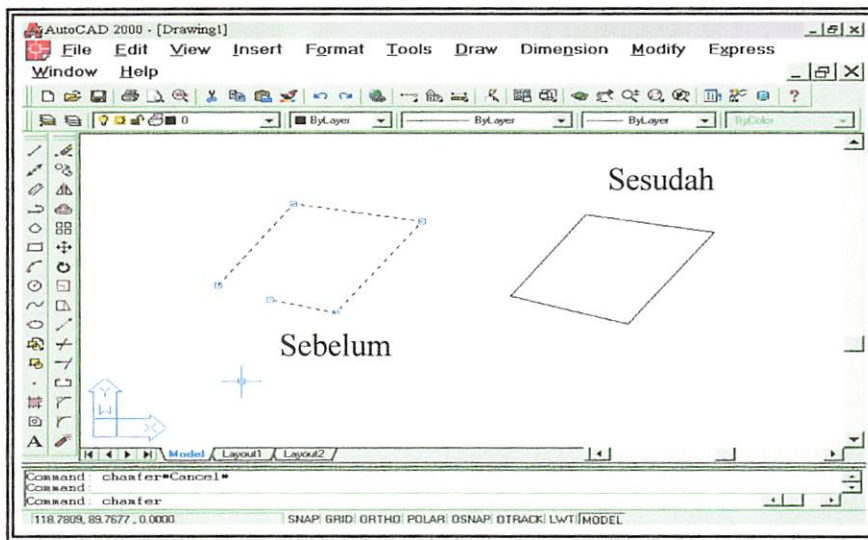 AutoCAD 2000 - [Drawing1]
File Edit View Insert Format Tools Draw Dimension Modify Express
Window Help
0 ByLayer ByLayer ByLayer ByColor
Sesudah
Sebelum
Y
W
X
A
Model Layout1 Layout2
Command: chamfer*Cancel*
Command:
Command: chamfer
118.7809, 89.7677 , 0.0000 SNAP GRID ORTHO POLAR OSNAP OTRACK LWT MODEL